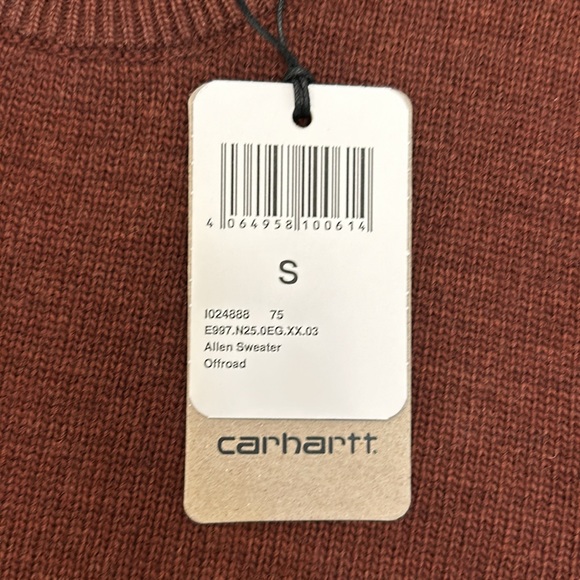 4 064958 100614
S
I024888 75
E997.N25.0EG.XX.03
Allen Sweater
Offroad
carhartt.